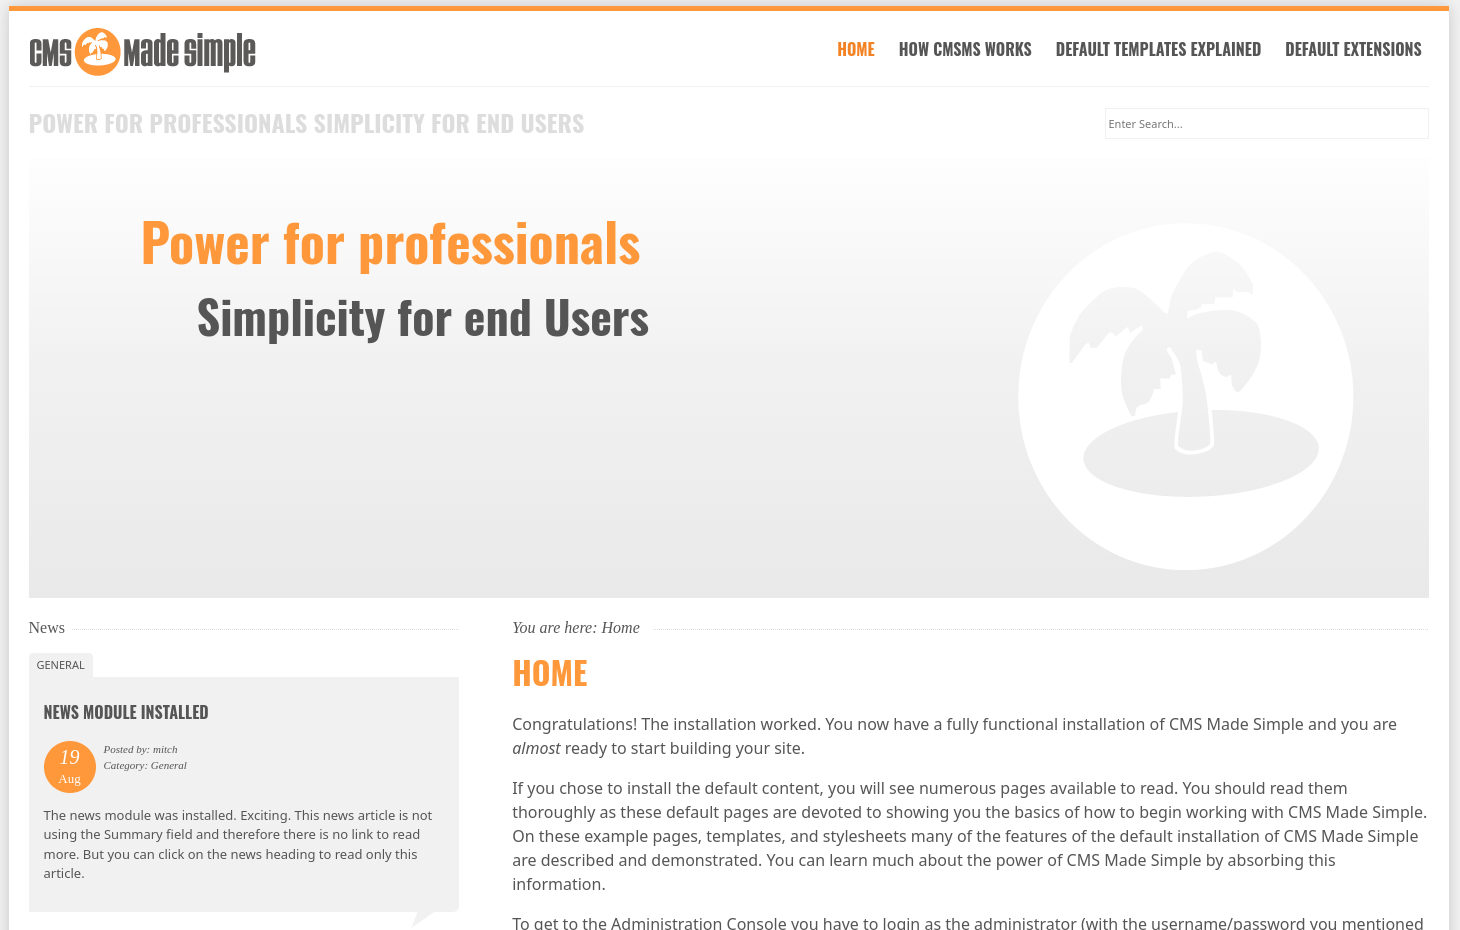 CMS Made Simple
HOME HOW CMSMS WORKS DEFAULT TEMPLATES EXPLAINED DEFAULT EXTENSIONS
POWER FOR PROFESSIONALS SIMPLICITY FOR END USERS
Enter Search...
Power for professionals
Simplicity for end Users
News
GENERAL
NEWS MODULE INSTALLED
19
Aug
Posted by: mitch
Category: General
The news module was installed. Exciting. This news article is not
using the Summary field and therefore there is no link to read
more. But you can click on the news heading to read only this
article.
You are here: Home
HOME
Congratulations! The installation worked. You now have a fully functional installation of CMS Made Simple and you are
almost ready to start building your site.
If you chose to install the default content, you will see numerous pages available to read. You should read them
thoroughly as these default pages are devoted to showing you the basics of how to begin working with CMS Made Simple.
On these example pages, templates, and stylesheets many of the features of the default installation of CMS Made Simple
are described and demonstrated. You can learn much about the power of CMS Made Simple by absorbing this
information.
To get to the Administration Console you have to login as the administrator (with the username/password you mentioned